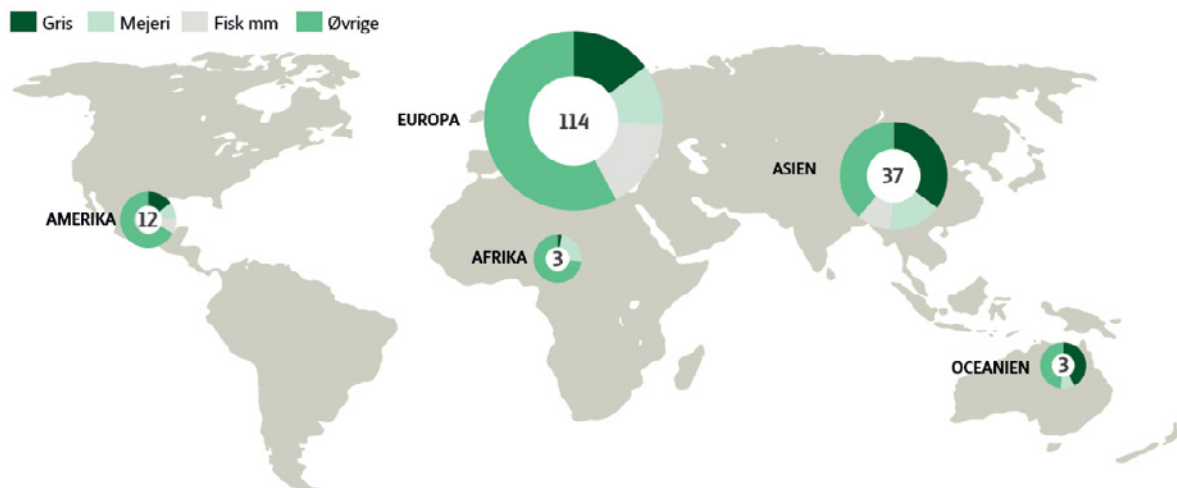 Gris Mejeri Fisk mm Øvrige
EUROPA 114
ASIEN 37
AMERIKA 12
AFRIKA 3
OCEANIEN 3